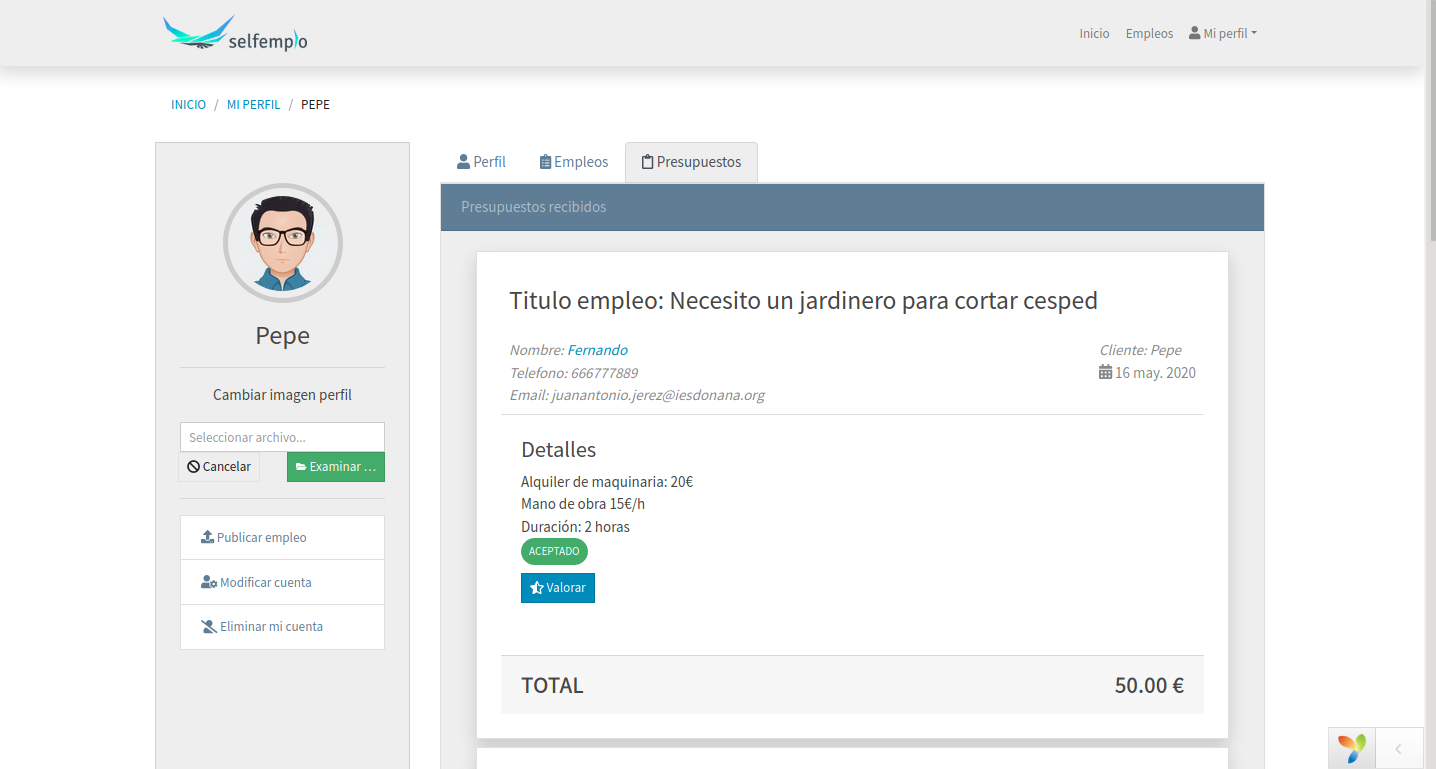 selfemplo
Inicio Empleos Mi perfil
INICIO / MI PERFIL / PEPE
Pepe
Cambiar imagen perfil
Seleccionar archivo...
Cancelar Examinar …
Publicar empleo
Modificar cuenta
Eliminar mi cuenta
Perfil Empleos Presupuestos
Presupuestos recibidos
Titulo empleo: Necesito un jardinero para cortar cesped
Nombre: Fernando
Telefono: 666777889
Email: juanantonio.jerez@iesdonana.org
Cliente: Pepe
16 may. 2020
Detalles
Alquiler de maquinaria: 20€
Mano de obra 15€/h
Duración: 2 horas
ACEPTADO
Valorar
TOTAL 50.00 €